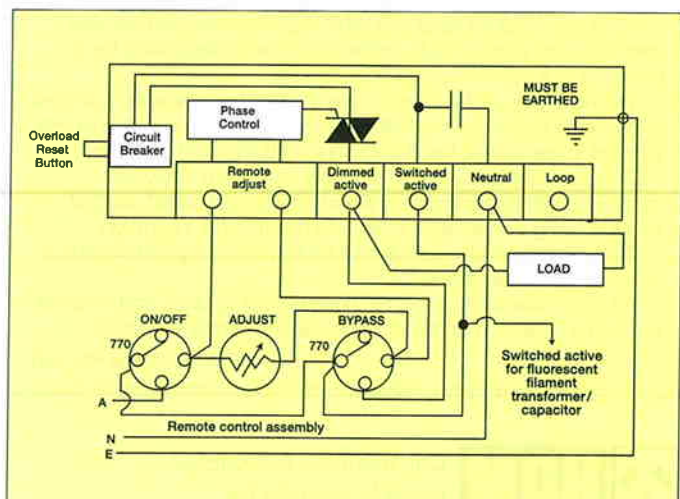 MUST BE
EARTHED
Phase
Control
Overload
Reset
Button
Circuit
Breaker
Remote
adjust
Dimmed
active
Switched
active
Neutral
Loop
LOAD
ON/OFF
ADJUST
BYPASS
770
770
A
Switched active
for fluorescent
filament
transformer/
capacitor
Remote control assembly
N
E